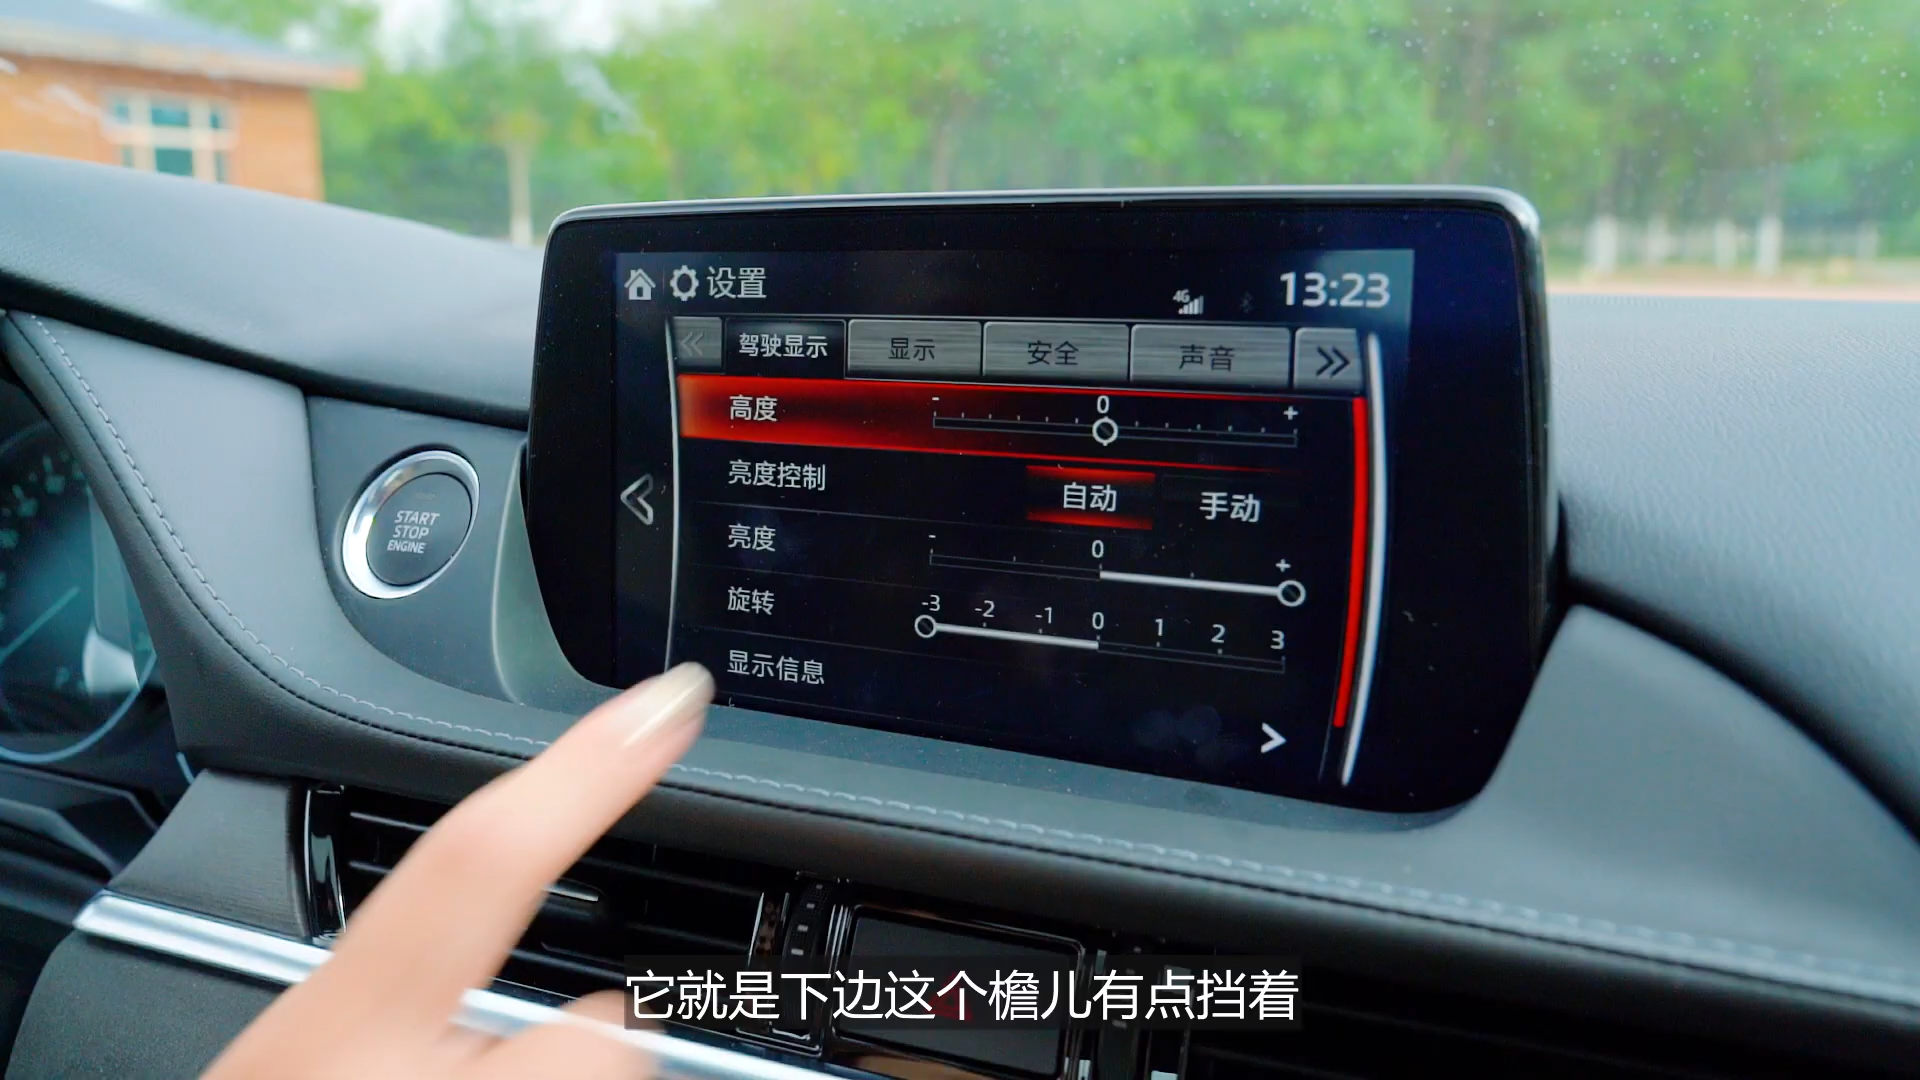 设置
4G
13:23
驾驶显示 显示 安全 声音
高度 - 0 +
亮度控制 自动 手动
亮度 - 0 +
旋转 -3 -2 -1 0 1 2 3
显示信息
START
STOP
ENGINE
它就是下边这个檐儿有点挡着